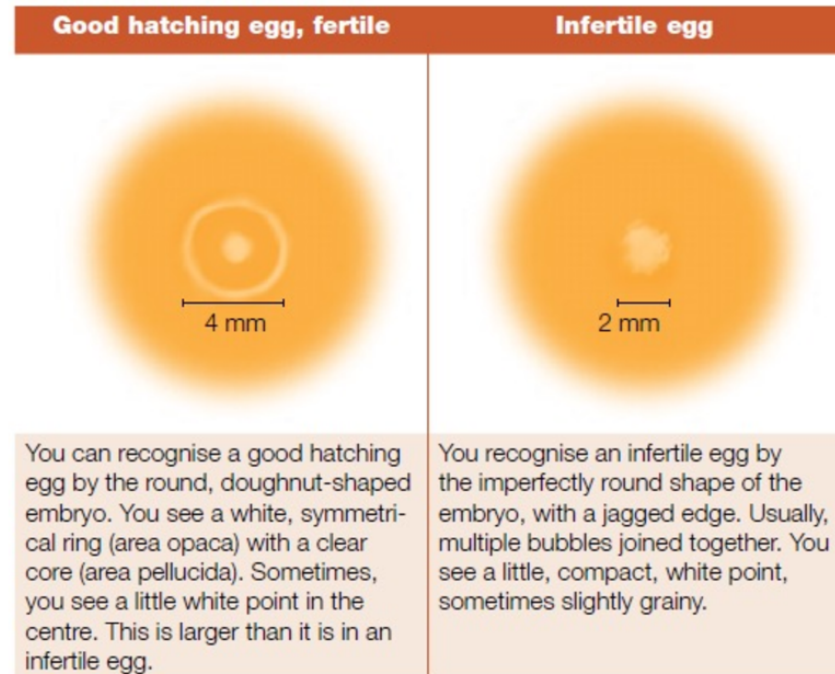 Good hatching egg, fertile
Infertile egg
4 mm
2 mm
You can recognise a good hatching
egg by the round, doughnut-shaped
embryo. You see a white, symmetri-
cal ring (area opaca) with a clear
core (area pellucida). Sometimes,
you see a little white point in the
centre. This is larger than it is in an
infertile egg.
You recognise an infertile egg by
the imperfectly round shape of the
embryo, with a jagged edge. Usually,
multiple bubbles joined together. You
see a little, compact, white point,
sometimes slightly grainy.